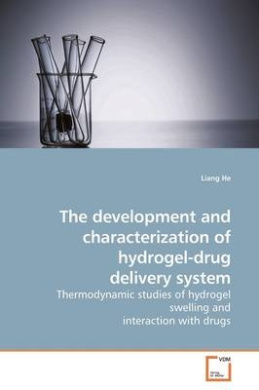 Liang He
The development and
characterization of
hydrogel-drug
delivery system
Thermodynamic studies of hydrogel
swelling and
interaction with drugs
VDM